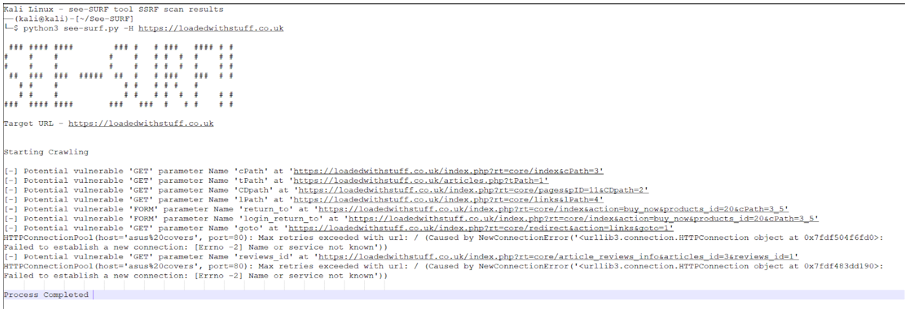 Kali Linux - see-SURF tool SSRF scan results
──(kali㉿kali)-[~/See-SURF]
└─$ python3 see-surf.py -H https://loadedwithstuff.co.uk
Target URL - https://loadedwithstuff.co.uk
Starting Crawling
[-] Potential vulnerable 'GET' parameter Name 'cPath' at 'https://loadedwithstuff.co.uk/index.php?rt=core/index&cPath=3'
[-] Potential vulnerable 'GET' parameter Name 'tPath' at 'https://loadedwithstuff.co.uk/articles.php?tPath=1'
[-] Potential vulnerable 'GET' parameter Name 'CDpath' at 'https://loadedwithstuff.co.uk/index.php?rt=core/pages&pID=11&CDpath=2'
[-] Potential vulnerable 'GET' parameter Name 'lPath' at 'https://loadedwithstuff.co.uk/index.php?rt=core/links&lPath=4'
[-] Potential vulnerable 'FORM' parameter Name 'return_to' at 'https://loadedwithstuff.co.uk/index.php?rt=core/index&action=buy_now&products_id=20&cPath=3_5'
[-] Potential vulnerable 'FORM' parameter Name 'login_return_to' at 'https://loadedwithstuff.co.uk/index.php?rt=core/index&action=buy_now&products_id=20&cPath=3_5'
[-] Potential vulnerable 'GET' parameter Name 'goto' at 'https://loadedwithstuff.co.uk/index.php?rt=core/redirect&action=links&goto=1'
HTTPConnectionPool(host='asus%20covers', port=80): Max retries exceeded with url: / (Caused by NewConnectionError('<urllib3.connection.HTTPConnection object at 0x7fdf504f6fd0>:
Failed to establish a new connection: [Errno -2] Name or service not known'))
[-] Potential vulnerable 'GET' parameter Name 'reviews_id' at 'https://loadedwithstuff.co.uk/index.php?rt=core/article_reviews_info&articles_id=3&reviews_id=1'
HTTPConnectionPool(host='asus%20covers', port=80): Max retries exceeded with url: / (Caused by NewConnectionError('<urllib3.connection.HTTPConnection object at 0x7fdf483dd190>:
Failed to establish a new connection: [Errno -2] Name or service not known'))
Process Completed